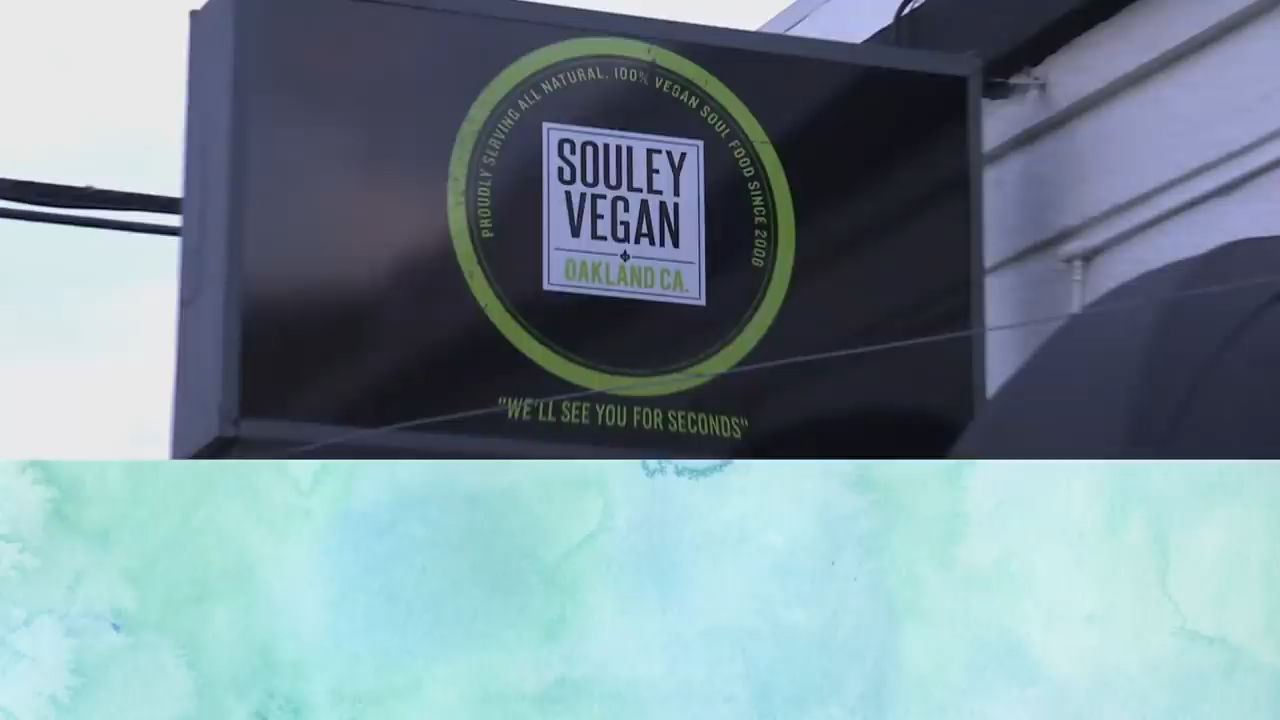 PROUDLY SERVING ALL NATURAL, 100% VEGAN SOUL FOOD SINCE 2008
SOULEY
VEGAN
OAKLAND CA.
"WE'LL SEE YOU FOR SECONDS"